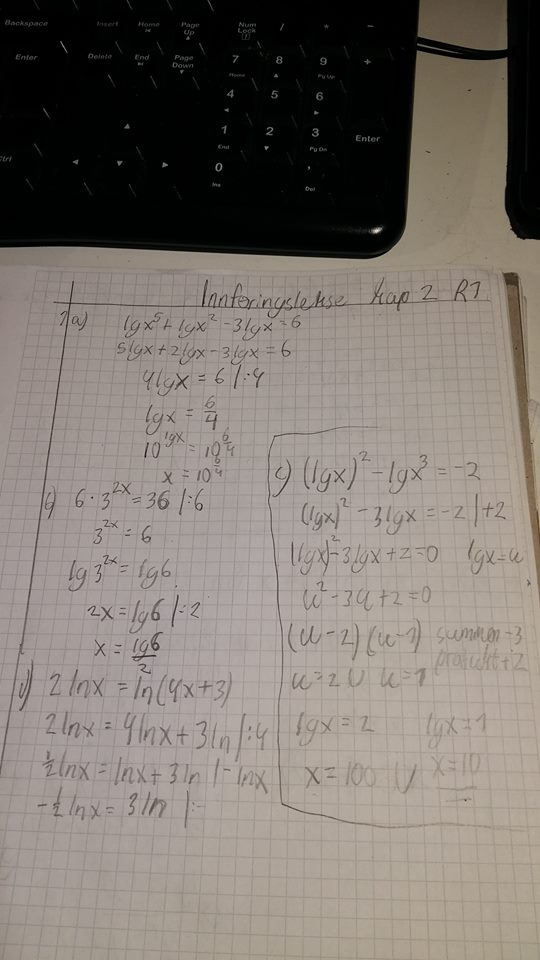 Backspace Insert Home Page Up Num Lock / * -
Enter Delete End Page Down 7 Home 8 9 Pg Up +
4 5 6
1 End 2 3 Pg Dn Enter
Ctrl 0 Ins , Del
Innføringslekse kap 2 R1
1 a) lgx⁵ + lgx² - 3lgx = 6
5lgx + 2lgx - 3lgx = 6
4lgx = 6 | :4
lgx = 6/4
10^lgx = 10^(6/4)
x = 10^(6/4)
b) 6 · 3^2x = 36 | :6
3^2x = 6
lg3^2x = lg6
2x = lg6 | :2
x = lg6/2
2lnx = ln(4x+3)
2lnx = 4lnx + 3ln | :4
½lnx = lnx + 3ln | -lnx
-½lnx = 3ln | :-
c) (lgx)² - lgx³ = -2
(lgx)² - 3lgx = -2 | +2
(lgx)² - 3lgx + 2 = 0 lgx = u
u² - 3u + 2 = 0
(u-2)(u-1) summen -3
produkt +2
u = 2 V u = 1
lgx = 2 lgx = 1
x = 100 V x = 10